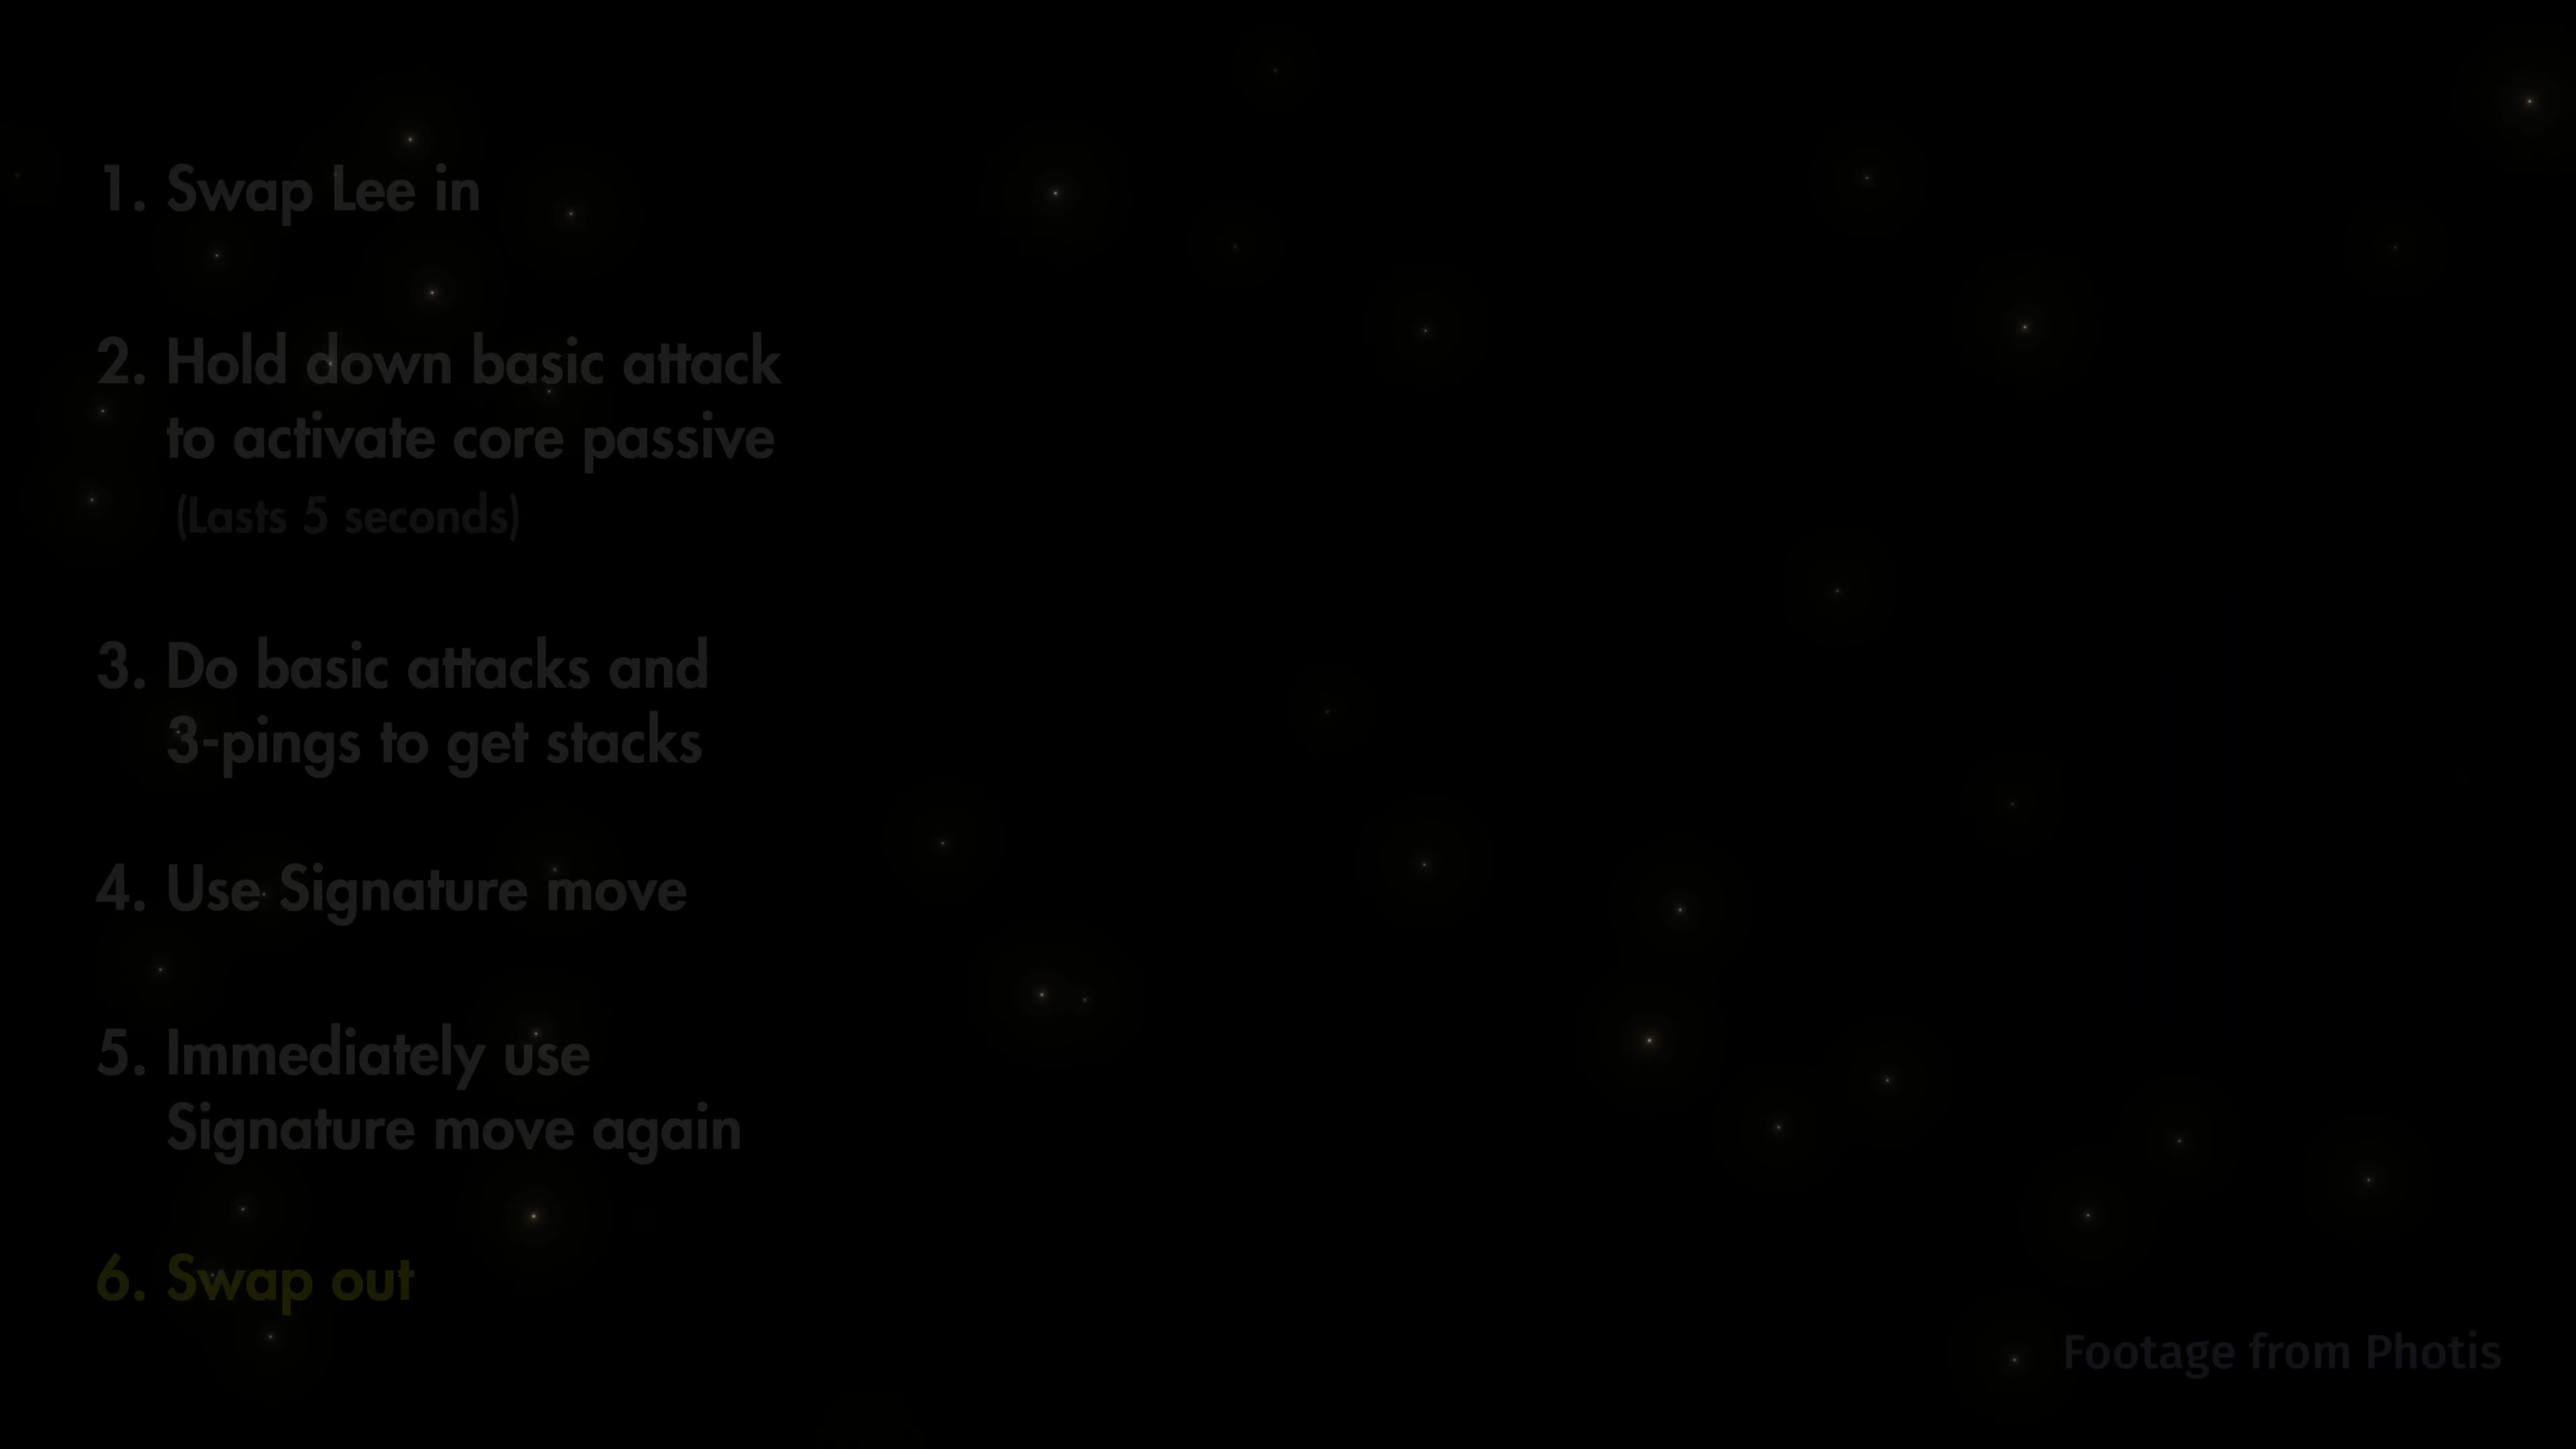 1. Swap Lee in
2. Hold down basic attack
to activate core passive
(Lasts 5 seconds)
3. Do basic attacks and
3-pings to get stacks
4. Use Signature move
5. Immediately use
Signature move again
6. Swap out
Footage from Photis